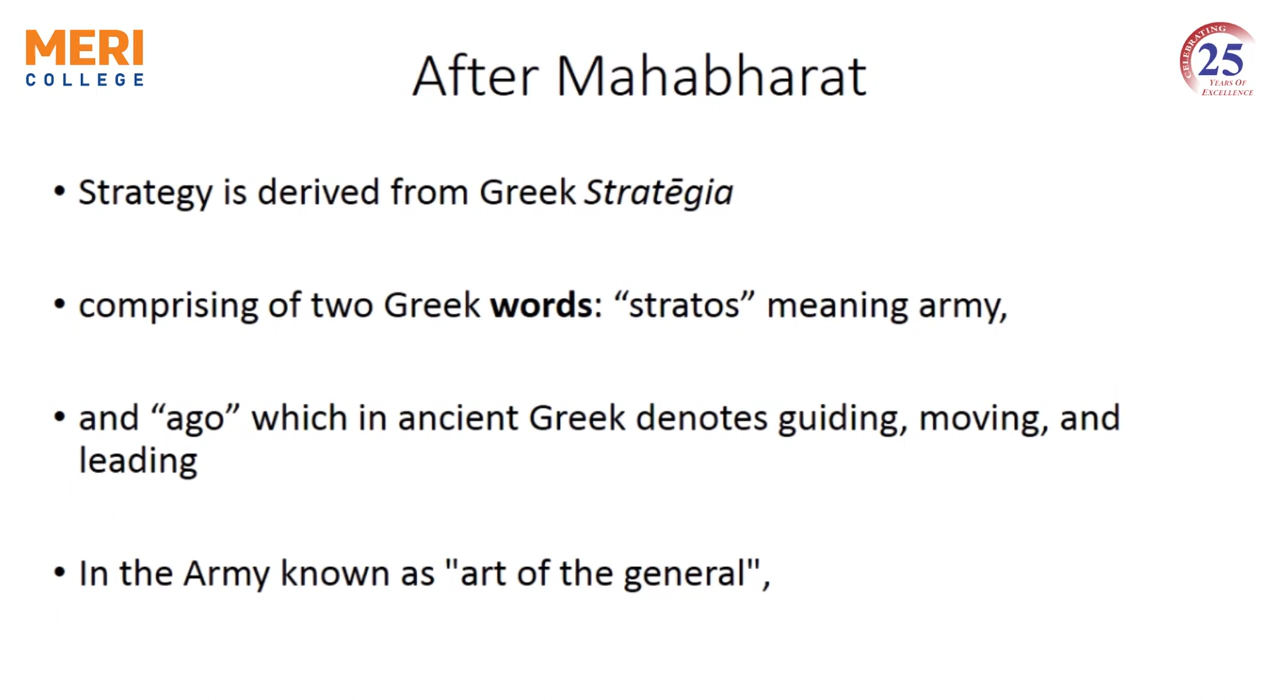 MERI
COLLEGE
CELEBRATING
25
YEARS OF
EXCELLENCE
After Mahabharat
• Strategy is derived from Greek Stratēgia
• comprising of two Greek words: “stratos” meaning army,
• and “ago” which in ancient Greek denotes guiding, moving, and
leading
• In the Army known as "art of the general",